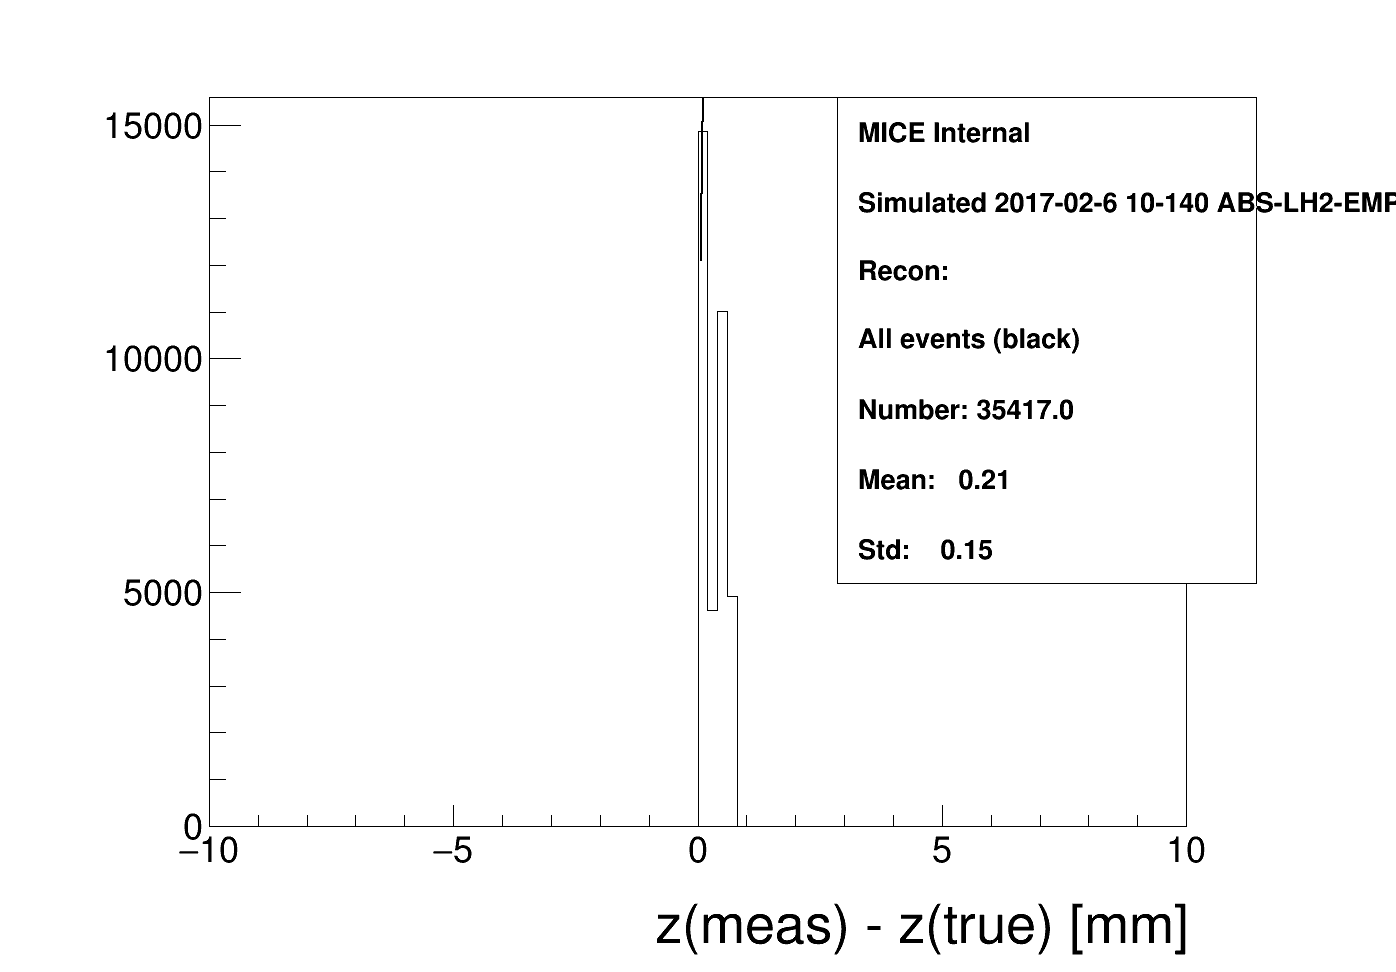 15000
10000
5000
0
−10
−5
0
5
10
z(meas) - z(true) [mm]
MICE Internal
Simulated 2017-02-6 10-140 ABS-LH2-EMP
Recon:
All events (black)
Number: 35417.0
Mean: 0.21
Std: 0.15